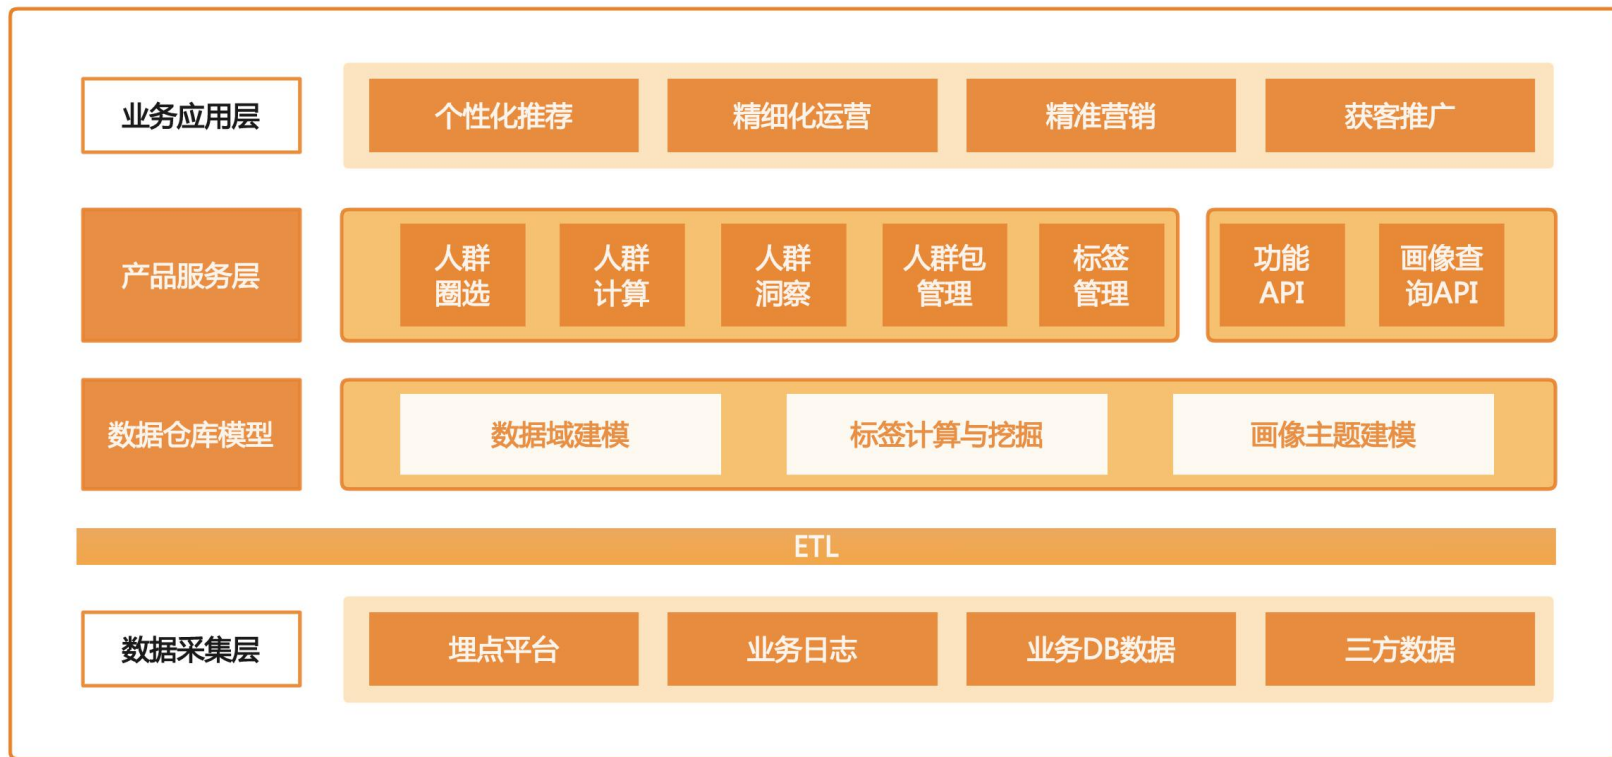 业务应用层
个性化推荐
精细化运营
精准营销
获客推广
产品服务层
人群
圈选
人群
计算
人群
洞察
人群包
管理
标签
管理
功能
API
画像查
询API
数据仓库模型
数据域建模
标签计算与挖掘
画像主题建模
ETL
数据采集层
埋点平台
业务日志
业务DB数据
三方数据